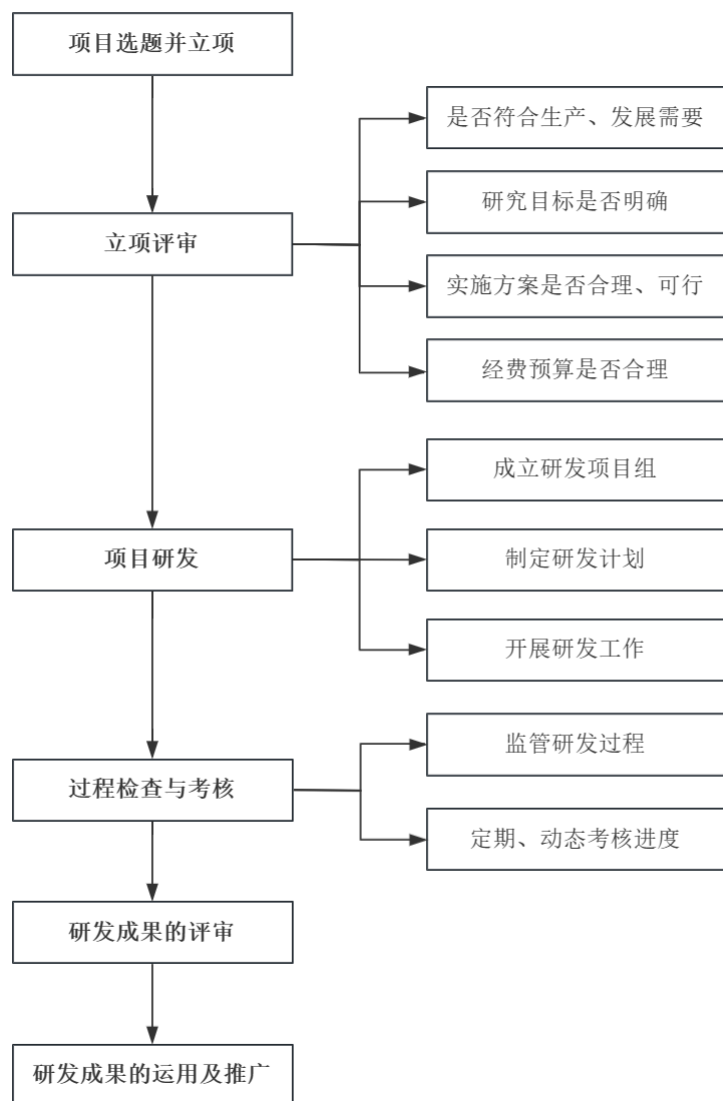 项目选题并立项
是否符合生产、发展需要
研究目标是否明确
立项评审
实施方案是否合理、可行
经费预算是否合理
成立研发项目组
项目研发
制定研发计划
开展研发工作
监管研发过程
过程检查与考核
定期、动态考核进度
研发成果的评审
研发成果的运用及推广